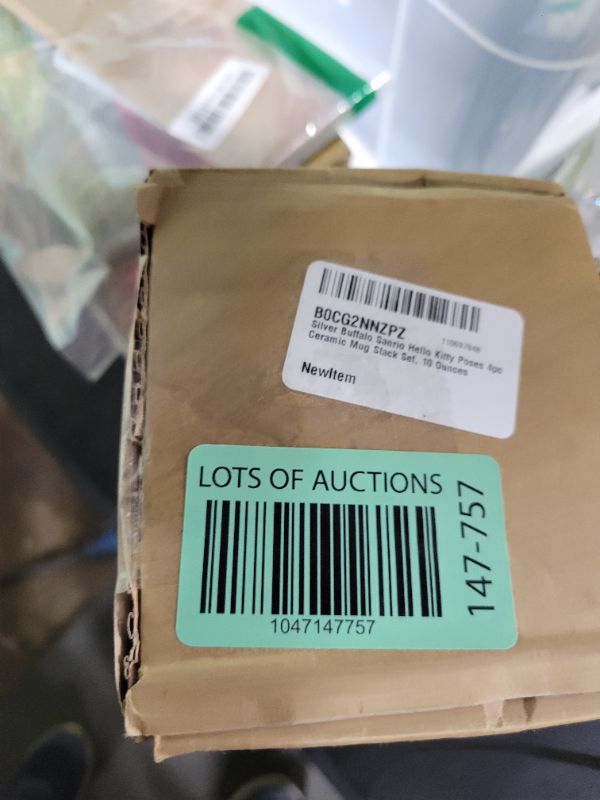 B0CG2NNZPZ
Silver Buffalo Sanrio Hello Kitty Poses 4pc
Ceramic Mug Stack Set, 10 Ounces
NewItem
LOTS OF AUCTIONS
1047147757
147-757